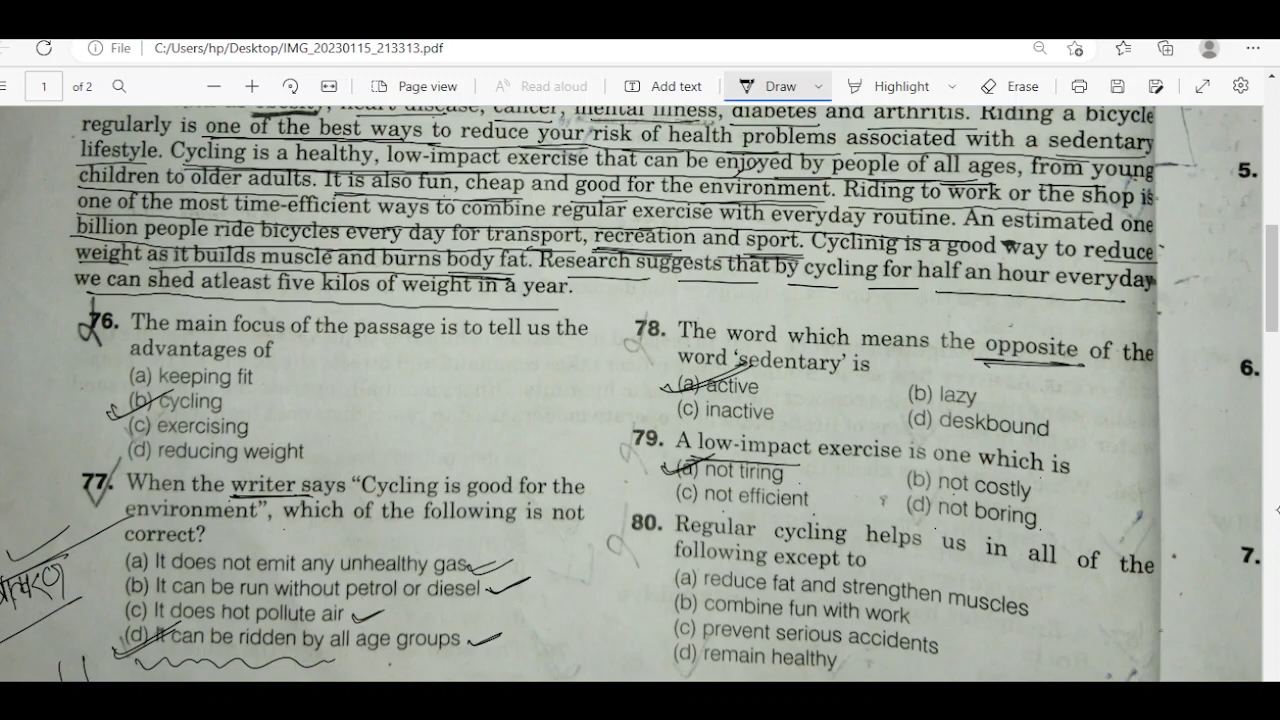 File
C:/Users/hp/Desktop/IMG_20230115_213313.pdf
1 of 2
Page view
Read aloud
Add text
Draw
Highlight
Erase
obesity, heart disease, cancer, mental illness, diabetes and arthritis. Riding a bicycle
regularly is one of the best ways to reduce your risk of health problems associated with a sedentary
lifestyle. Cycling is a healthy, low-impact exercise that can be enjoyed by people of all ages, from young
children to older adults. It is also fun, cheap and good for the environment. Riding to work or the shop is
one of the most time-efficient ways to combine regular exercise with everyday routine. An estimated one
billion people ride bicycles every day for transport, recreation and sport. Cyclinig is a good way to reduce
weight as it builds muscle and burns body fat. Research suggests that by cycling for half an hour everyday
we can shed atleast five kilos of weight in a year.
76. The main focus of the passage is to tell us the
advantages of
(a) keeping fit
(b) cycling
(c) exercising
(d) reducing weight
77. When the writer says “Cycling is good for the
environment”, which of the following is not
correct?
(a) It does not emit any unhealthy gas
(b) It can be run without petrol or diesel
(c) It does hot pollute air
(d) It can be ridden by all age groups
78. The word which means the opposite of the
word ‘sedentary’ is
(a) active
(b) lazy
(c) inactive
(d) deskbound
79. A low-impact exercise is one which is
(a) not tiring
(b) not costly
(c) not efficient
(d) not boring
80. Regular cycling helps us in all of the
following except to
(a) reduce fat and strengthen muscles
(b) combine fun with work
(c) prevent serious accidents
(d) remain healthy
5.
6.
7.